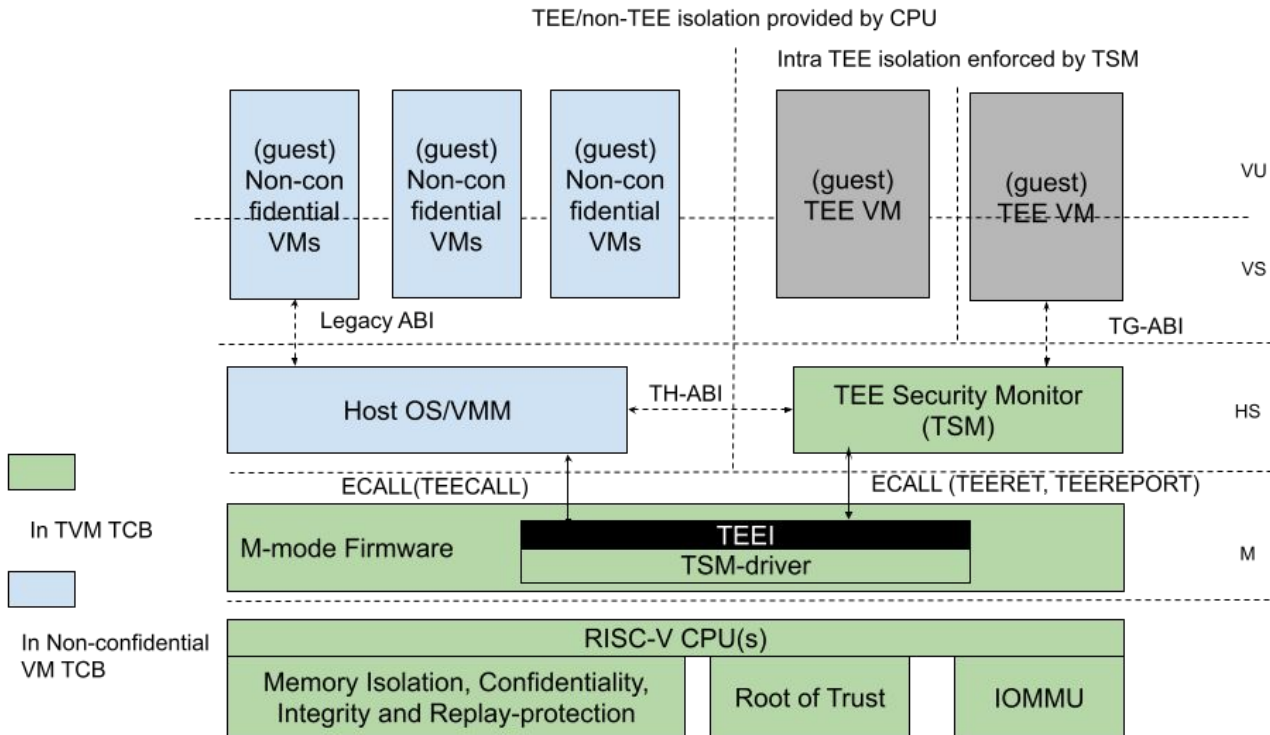 TEE/non-TEE isolation provided by CPU
Intra TEE isolation enforced by TSM
(guest)
Non-con
fidential
VMs
(guest)
Non-con
fidential
VMs
(guest)
Non-con
fidential
VMs
(guest)
TEE VM
(guest)
TEE VM
VU
VS
Legacy ABI
TG-ABI
Host OS/VMM
TH-ABI
TEE Security Monitor
(TSM)
HS
ECALL(TEECALL)
ECALL (TEERET, TEEREPORT)
In TVM TCB
M-mode Firmware
TEEI
TSM-driver
M
In Non-confidential
VM TCB
RISC-V CPU(s)
Memory Isolation, Confidentiality,
Integrity and Replay-protection
Root of Trust
IOMMU